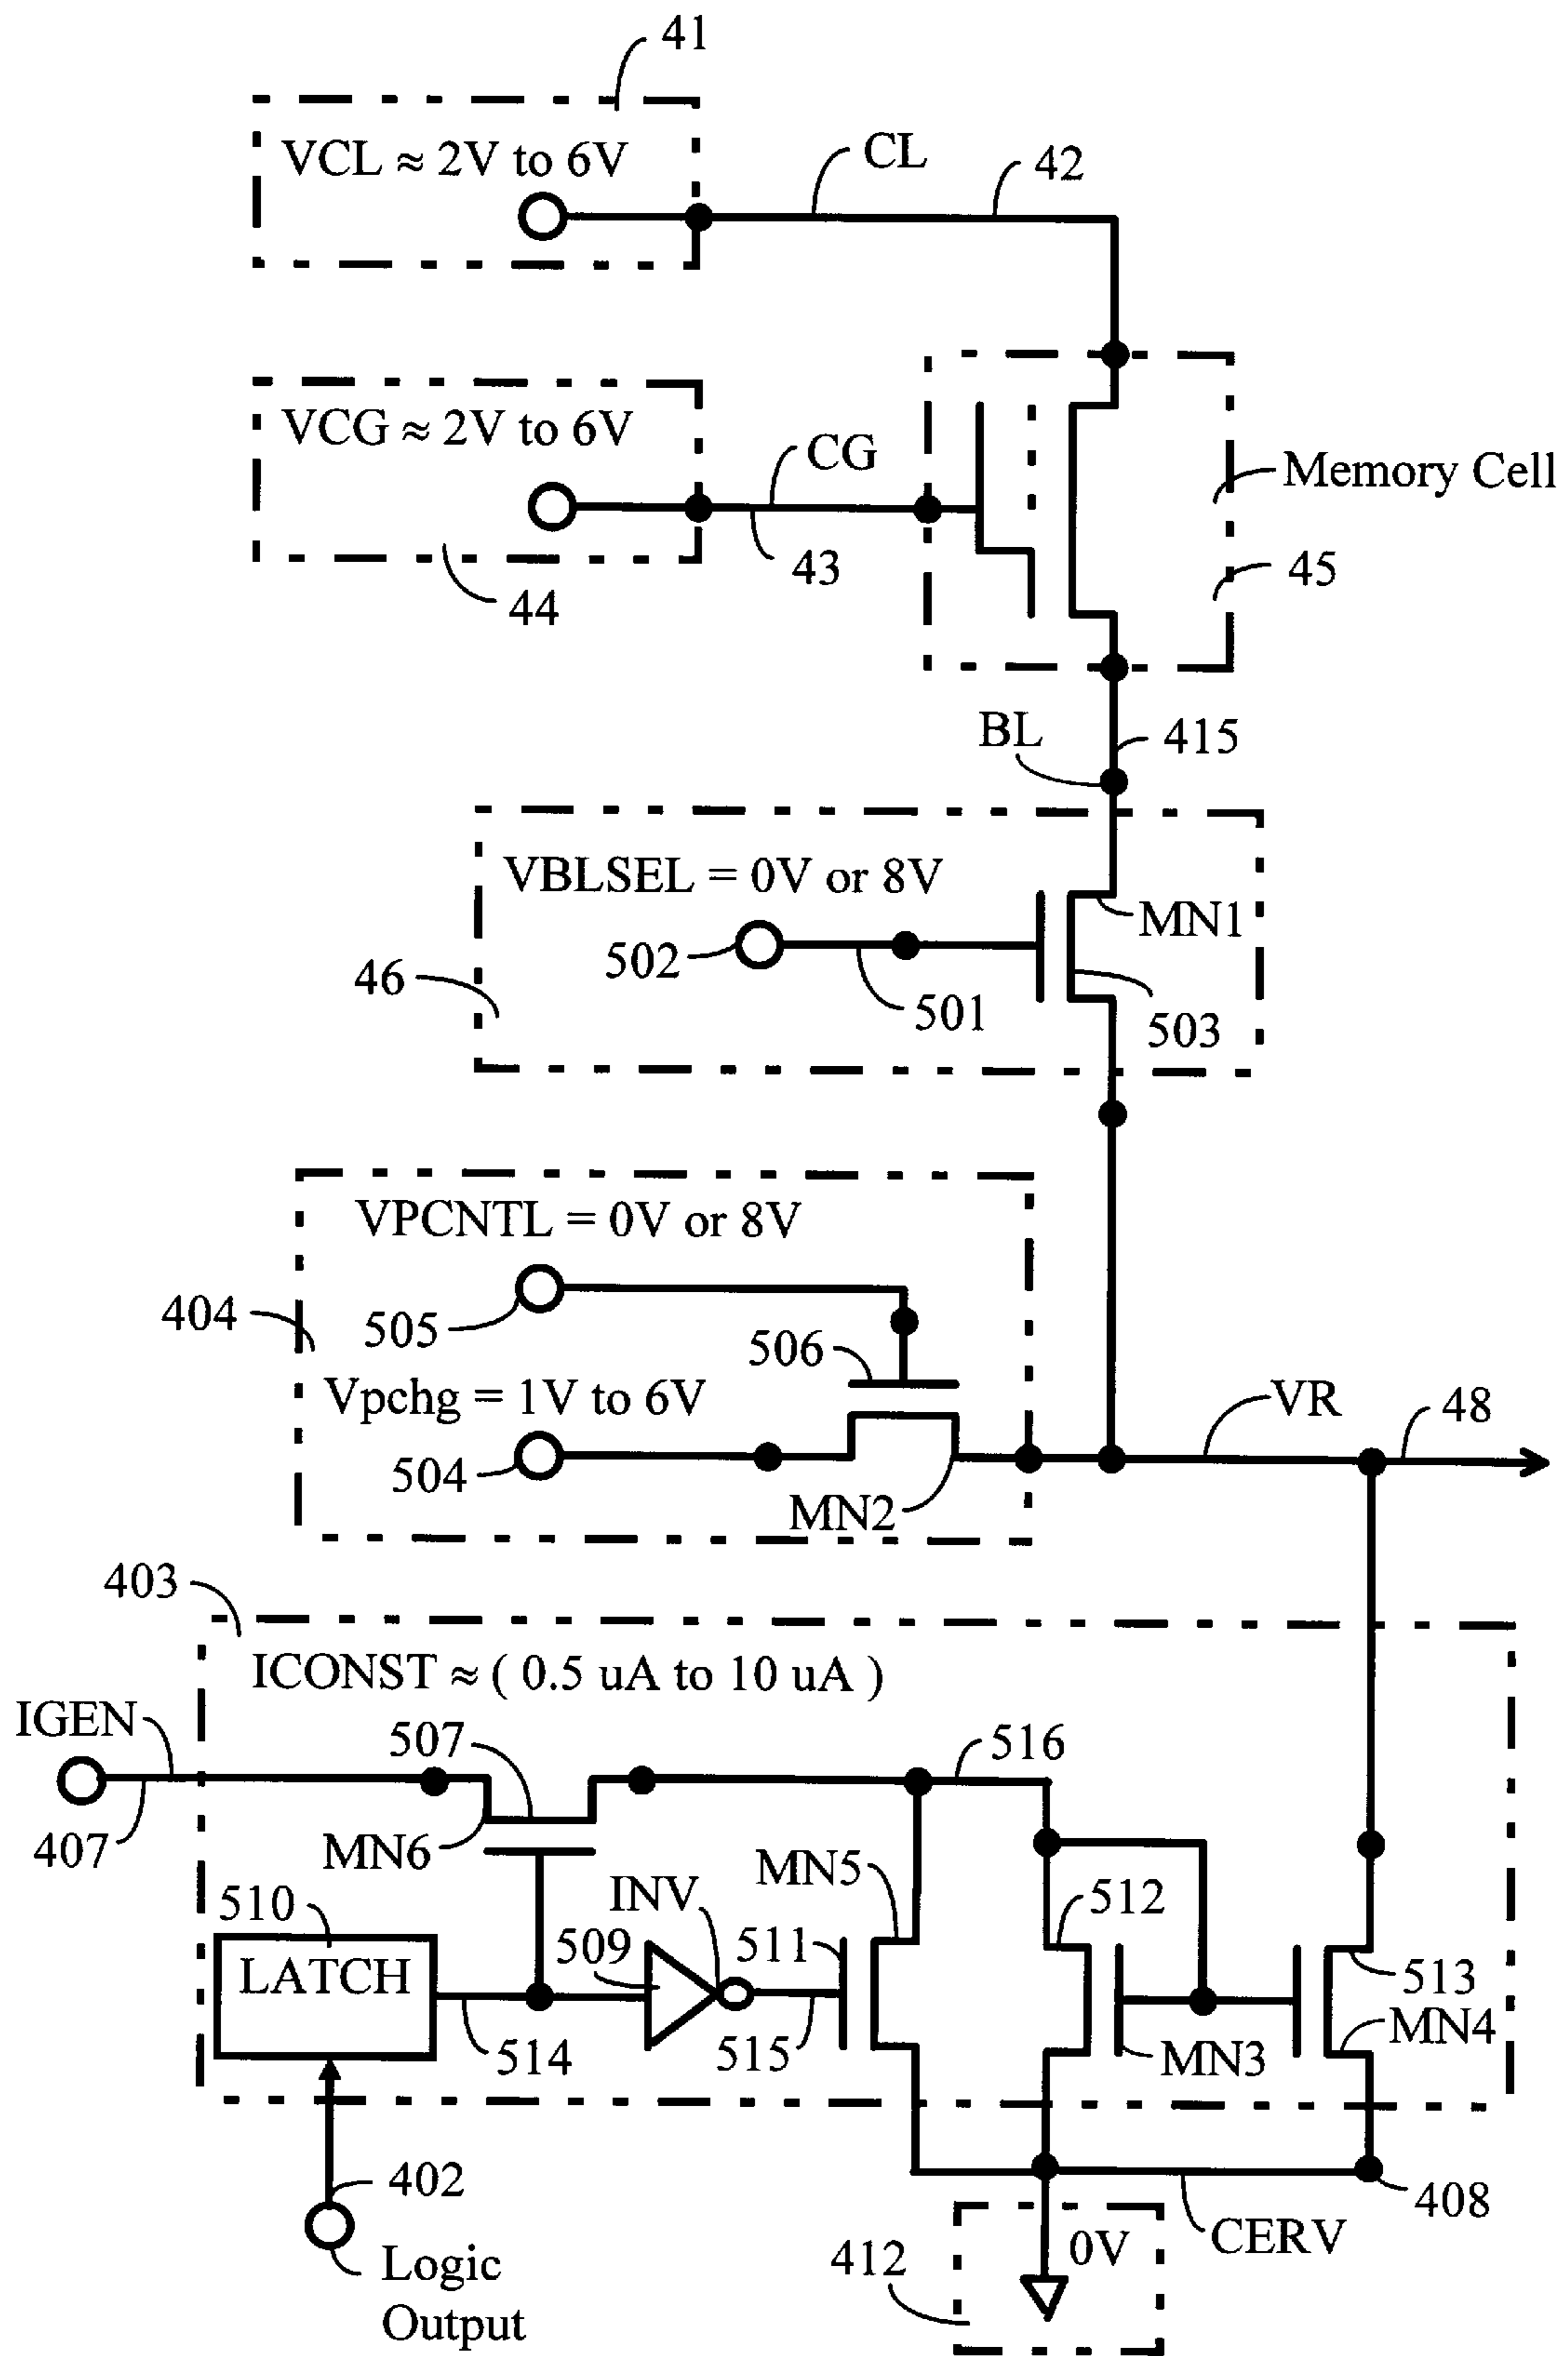 41
VCL ≈ 2V to 6V
CL
42
VCG ≈ 2V to 6V
CG
Memory Cell
43
45
44
BL
415
VBLSEL = 0V or 8V
MN1
502
46
501
503
VPCNTL = 0V or 8V
404
505
506
Vpchg = 1V to 6V
VR
48
504
MN2
403
ICONST ≈ ( 0.5 uA to 10 uA )
IGEN
507
516
407
MN6
MN5
510
INV
512
LATCH
509
511
513
514
515
MN3
MN4
402
408
412
0V
CERV
Logic
Output